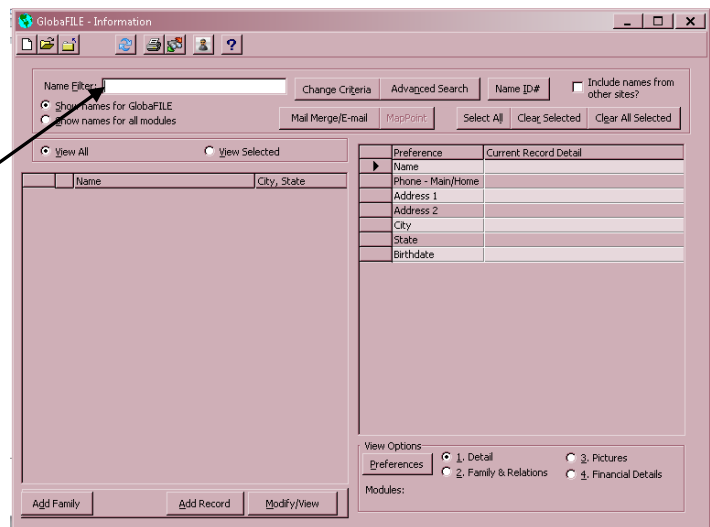 GlobaFILE - Information
Name Filter:
Change Criteria
Advanced Search
Name ID#
Include names from
other sites?
Show names for GlobaFILE
Show names for all modules
Mail Merge/E-mail
MapPoint
Select All
Clear Selected
Clear All Selected
View All
View Selected
Name
City, State
Preference
Current Record Detail
Name
Phone - Main/Home
Address 1
Address 2
City
State
Birthdate
View Options
Preferences
1. Detail
3. Pictures
2. Family & Relations
4. Financial Details
Modules:
Add Family
Add Record
Modify/View